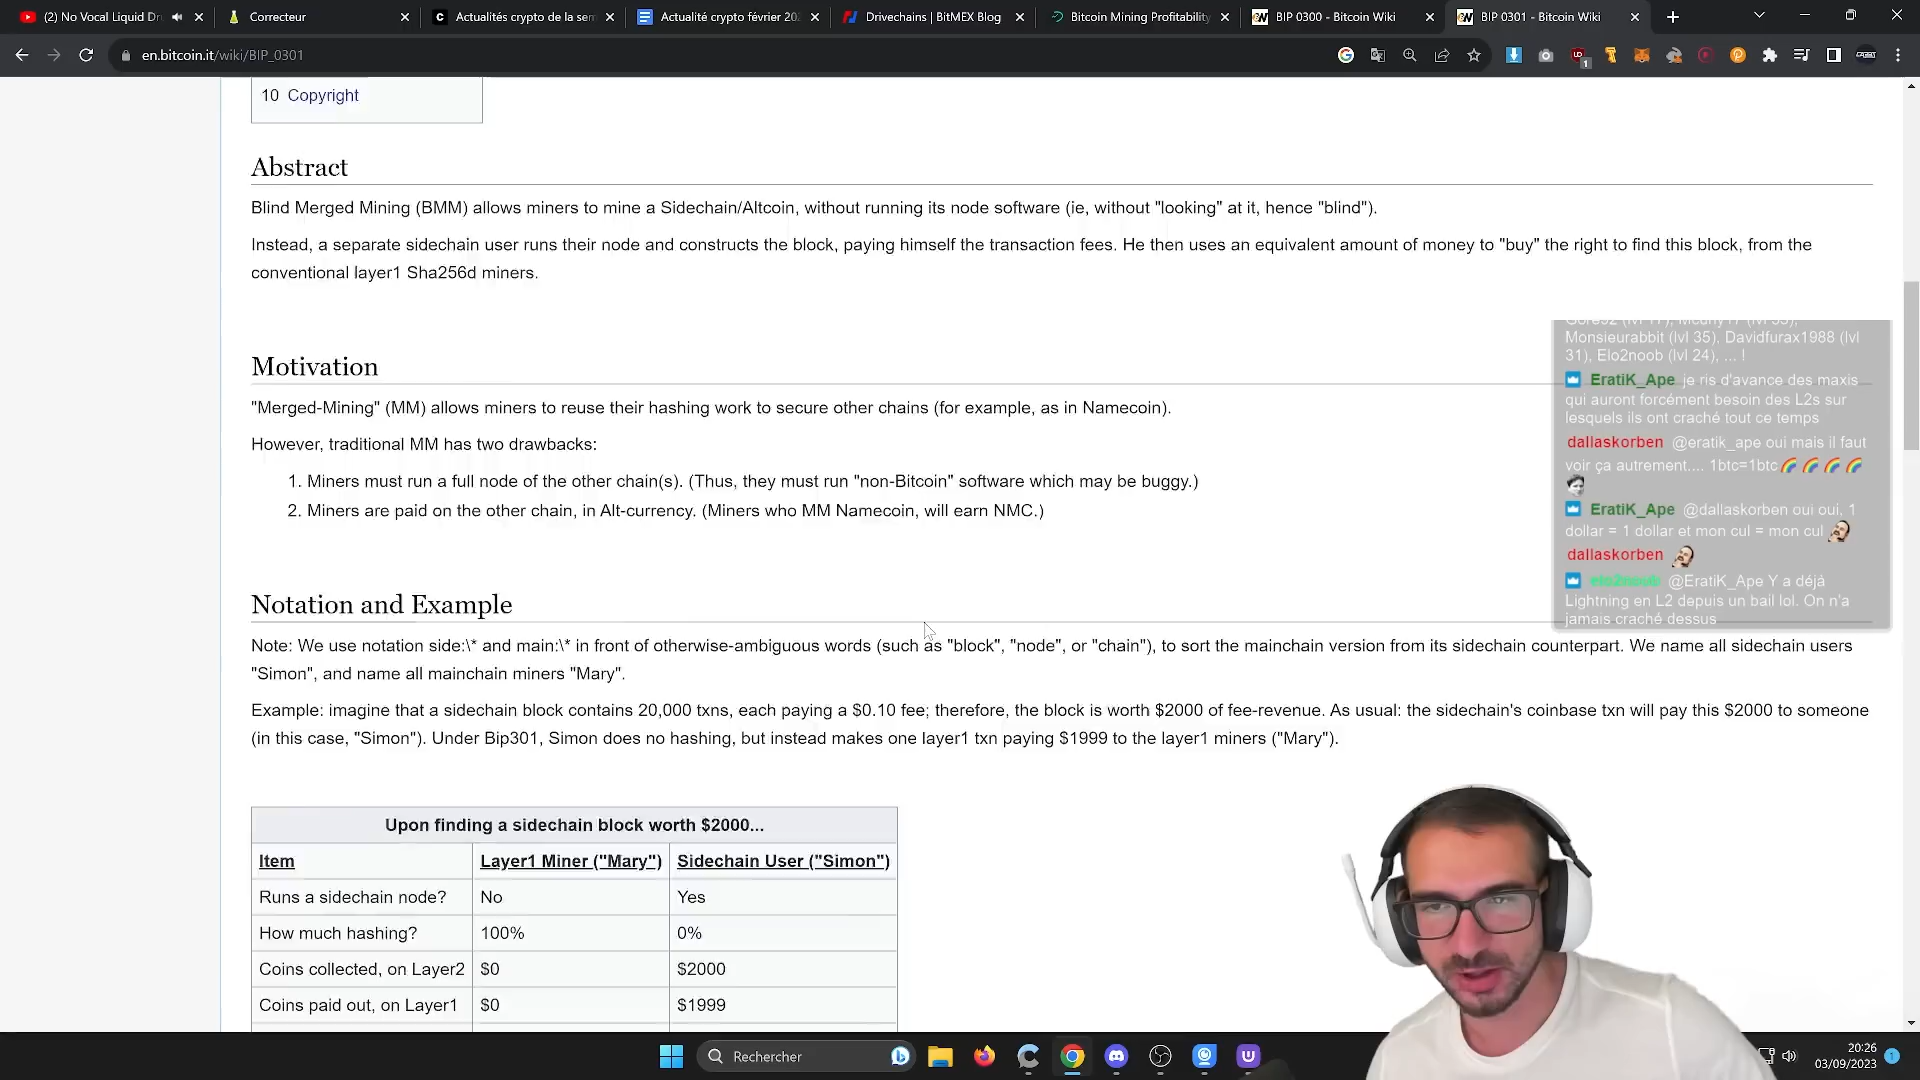 (2) No Vocal Liquid Dr
Correcteur
Actualités crypto de la sem
Actualité crypto février 202
Drivechains | BitMEX Blog
Bitcoin Mining Profitability
BIP 0300 - Bitcoin Wiki
BIP 0301 - Bitcoin Wiki
en.bitcoin.it/wiki/BIP_0301
10 Copyright
Abstract
Blind Merged Mining (BMM) allows miners to mine a Sidechain/Altcoin, without running its node software (ie, without "looking" at it, hence "blind").
Instead, a separate sidechain user runs their node and constructs the block, paying himself the transaction fees. He then uses an equivalent amount of money to "buy" the right to find this block, from the
conventional layer1 Sha256d miners.
Motivation
"Merged-Mining" (MM) allows miners to reuse their hashing work to secure other chains (for example, as in Namecoin).
However, traditional MM has two drawbacks:
1. Miners must run a full node of the other chain(s). (Thus, they must run "non-Bitcoin" software which may be buggy.)
2. Miners are paid on the other chain, in Alt-currency. (Miners who MM Namecoin, will earn NMC.)
Monsieurabbit (lvl 35), Davidfurax1988 (lvl
31), Elo2noob (lvl 24), ... !
EratiK_Ape je ris d'avance des maxis
qui auront forcément besoin des L2s sur
lesquels ils ont craché tout ce temps
dallaskorben @eratik_ape oui mais il faut
voir ça autrement.... 1btc=1btc
EratiK_Ape @dallaskorben oui oui, 1
dollar = 1 dollar et mon cul = mon cul
dallaskorben
elo2noob @EratiK_Ape Y a déjà
Lightning en L2 depuis un bail lol. On n'a
jamais craché dessus
Notation and Example
Note: We use notation side:\* and main:\* in front of otherwise-ambiguous words (such as "block", "node", or "chain"), to sort the mainchain version from its sidechain counterpart. We name all sidechain users
"Simon", and name all mainchain miners "Mary".
Example: imagine that a sidechain block contains 20,000 txns, each paying a $0.10 fee; therefore, the block is worth $2000 of fee-revenue. As usual: the sidechain's coinbase txn will pay this $2000 to someone
(in this case, "Simon"). Under Bip301, Simon does no hashing, but instead makes one layer1 txn paying $1999 to the layer1 miners ("Mary").
Upon finding a sidechain block worth $2000...
Item Layer1 Miner ("Mary") Sidechain User ("Simon")
Runs a sidechain node? No Yes
How much hashing? 100% 0%
Coins collected, on Layer2 $0 $2000
Coins paid out, on Layer1 $0 $1999
Rechercher
20:26
03/09/2023
1